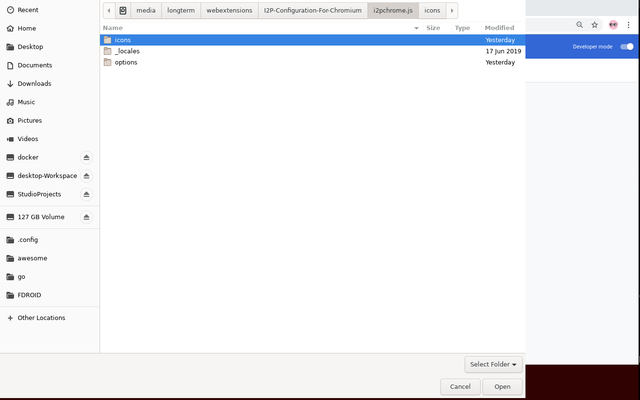 Recent
Home
Desktop
Documents
Downloads
Music
Pictures
Videos
docker
desktop-Workspace
StudioProjects
127 GB Volume
.config
awesome
go
FDROID
Other Locations
media longterm webextensions I2P-Configuration-For-Chromium i2pchrome.js icons
Name Size Type Modified
icons Yesterday
_locales 17 Jun 2019
options Yesterday
Select Folder
Cancel Open
Developer mode